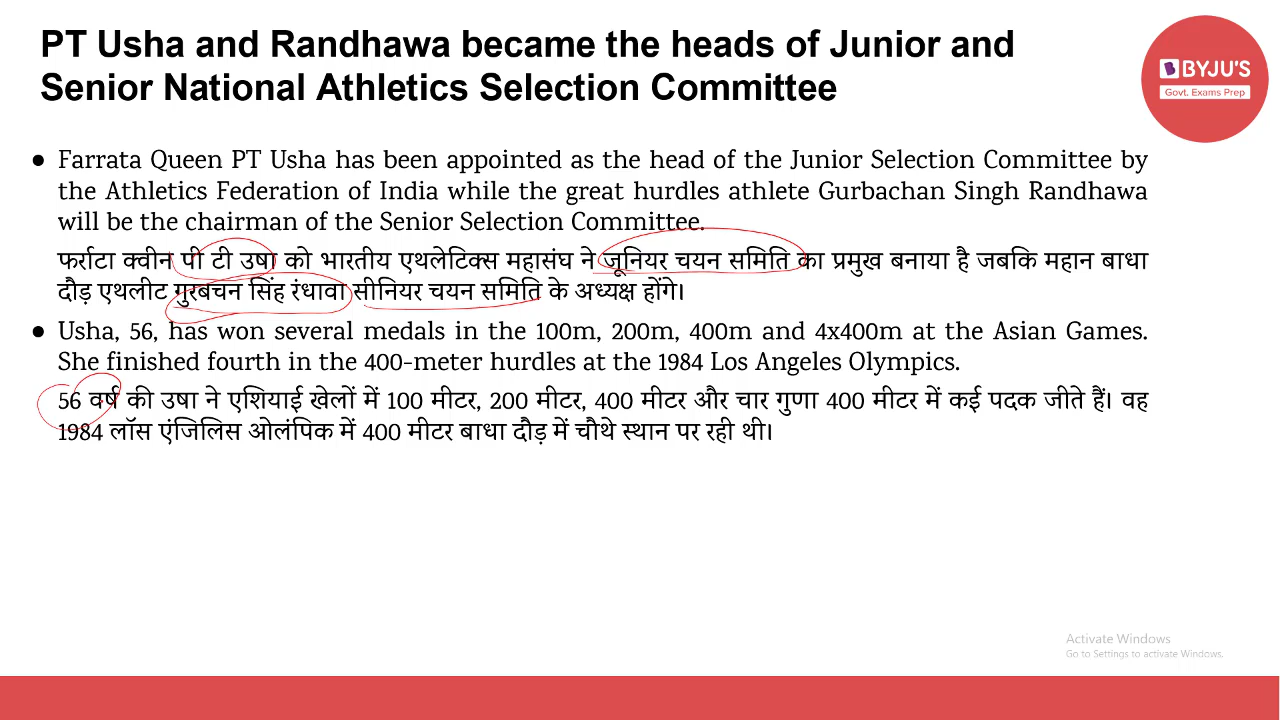 PT Usha and Randhawa became the heads of Junior and
Senior National Athletics Selection Committee
BYJU'S
Govt. Exams Prep
● Farrata Queen PT Usha has been appointed as the head of the Junior Selection Committee by
the Athletics Federation of India while the great hurdles athlete Gurbachan Singh Randhawa
will be the chairman of the Senior Selection Committee.
फर्राटा क्वीन पी टी उषा को भारतीय एथलेटिक्स महासंघ ने जूनियर चयन समिति का प्रमुख बनाया है जबकि महान बाधा
दौड़ एथलीट गुरबचन सिंह रंधावा सीनियर चयन समिति के अध्यक्ष होंगे।
● Usha, 56, has won several medals in the 100m, 200m, 400m and 4x400m at the Asian Games.
She finished fourth in the 400-meter hurdles at the 1984 Los Angeles Olympics.
56 वर्ष की उषा ने एशियाई खेलों में 100 मीटर, 200 मीटर, 400 मीटर और चार गुणा 400 मीटर में कई पदक जीते हैं। वह
1984 लॉस एंजिलिस ओलंपिक में 400 मीटर बाधा दौड़ में चौथे स्थान पर रही थी।
Activate Windows
Go to Settings to activate Windows.